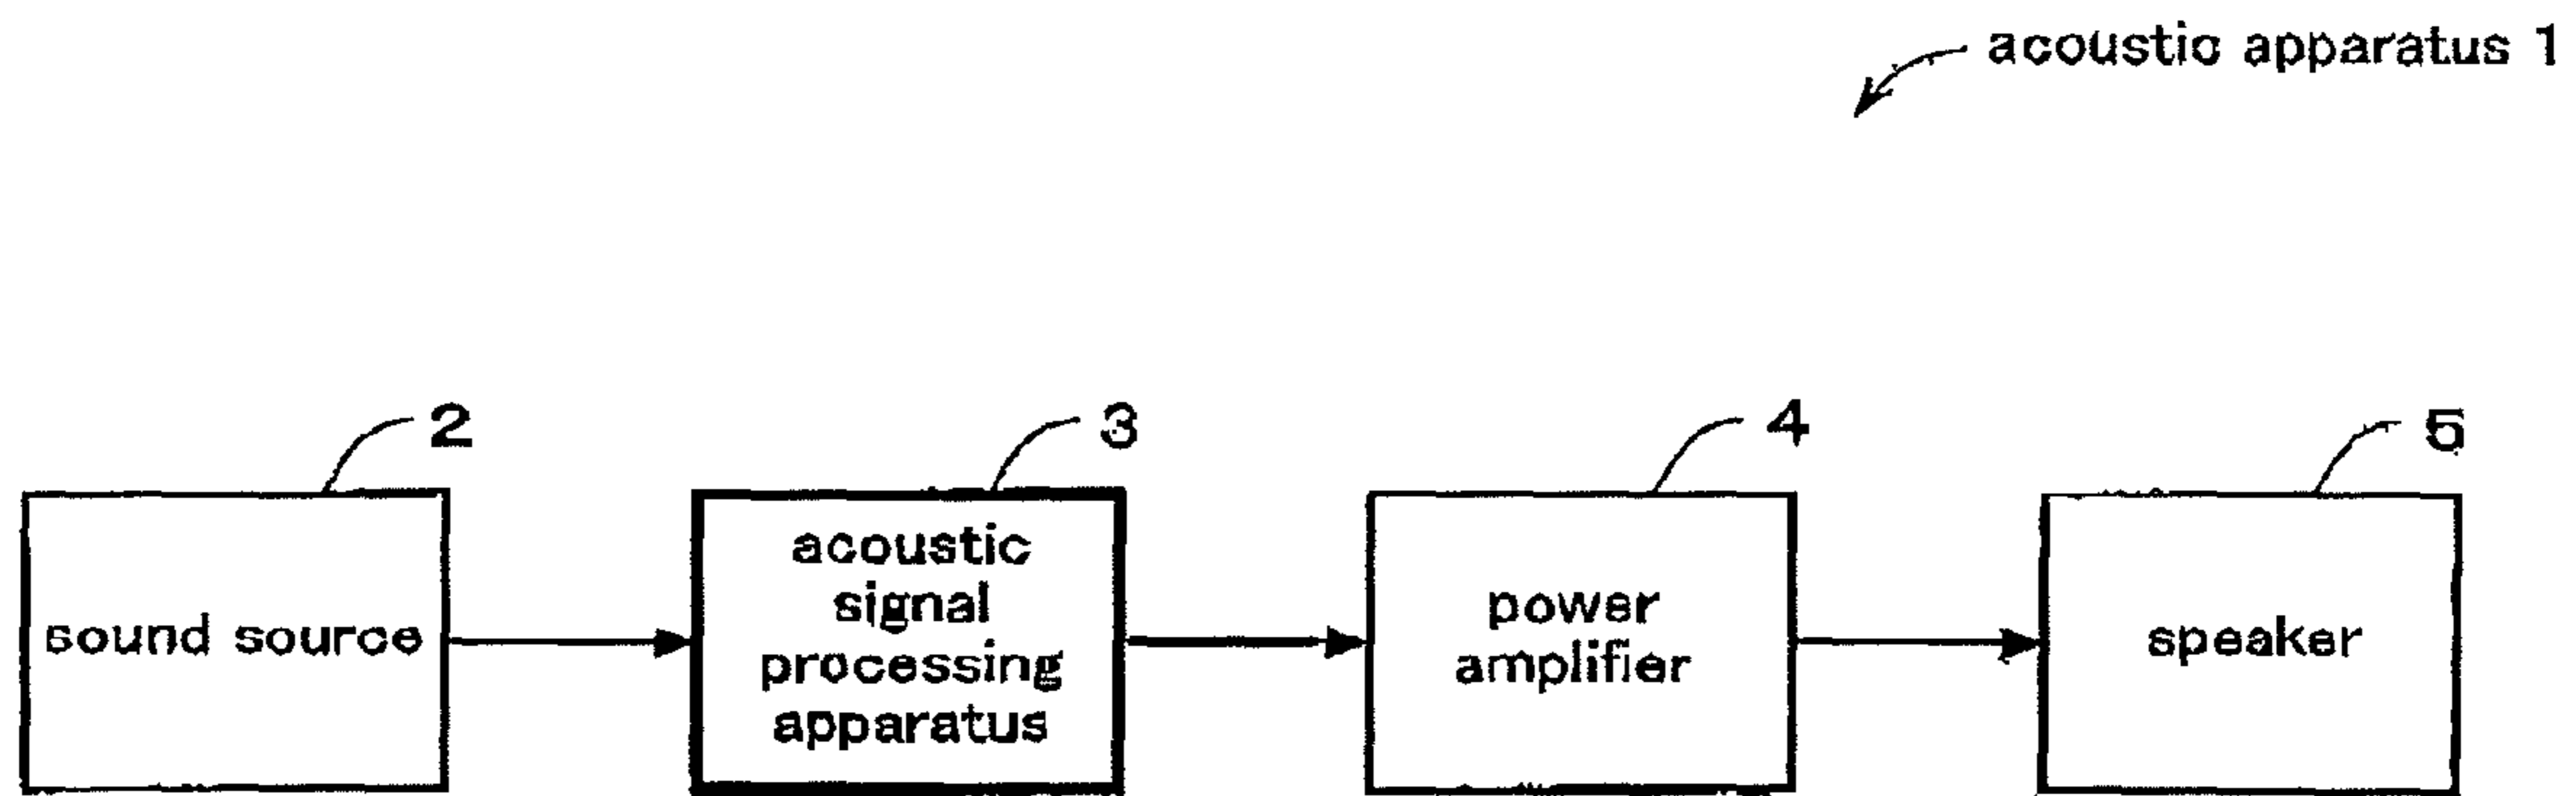 acoustic apparatus 1
2
3
4
5
sound source
acoustic
signal
processing
apparatus
power
amplifier
speaker